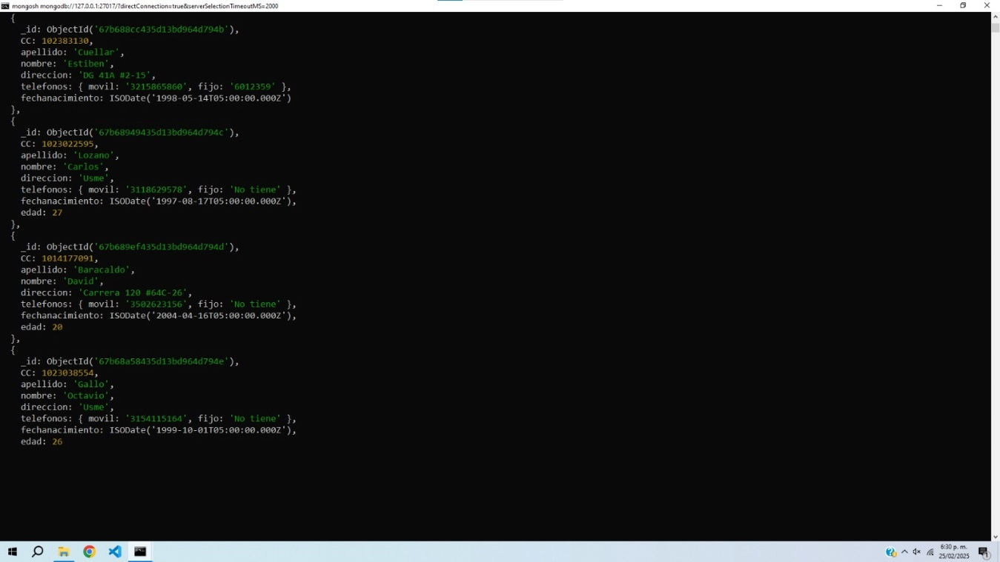 mongosh mongodb://127.0.0.1:27017/?directConnection=true&serverSelectionTimeoutMS=2000
{
_id: ObjectId('67b688cc435d13bd964d794b'),
CC: 102383130,
apellido: 'Cuellar',
nombre: 'Estiben',
direccion: 'DG 41A #2-15',
telefonos: { movil: '3215865860', fijo: '6012359' },
fechanacimiento: ISODate('1998-05-14T05:00:00.000Z')
},
{
_id: ObjectId('67b68949435d13bd964d794c'),
CC: 1023022595,
apellido: 'Lozano',
nombre: 'Carlos',
direccion: 'Usme',
telefonos: { movil: '3118629578', fijo: 'No tiene' },
fechanacimiento: ISODate('1997-08-17T05:00:00.000Z'),
edad: 27
},
{
_id: ObjectId('67b689ef435d13bd964d794d'),
CC: 1014177091,
apellido: 'Baracaldo',
nombre: 'David',
direccion: 'Carrera 120 #64C-26',
telefonos: { movil: '3502623156', fijo: 'No tiene' },
fechanacimiento: ISODate('2004-04-16T05:00:00.000Z'),
edad: 20
},
{
_id: ObjectId('67b68a58435d13bd964d794e'),
CC: 1023038554,
apellido: 'Gallo',
nombre: 'Octavio',
direccion: 'Usme',
telefonos: { movil: '3154115164', fijo: 'No tiene' },
fechanacimiento: ISODate('1999-10-01T05:00:00.000Z'),
edad: 26
6:30 p. m.
25/02/2025
1